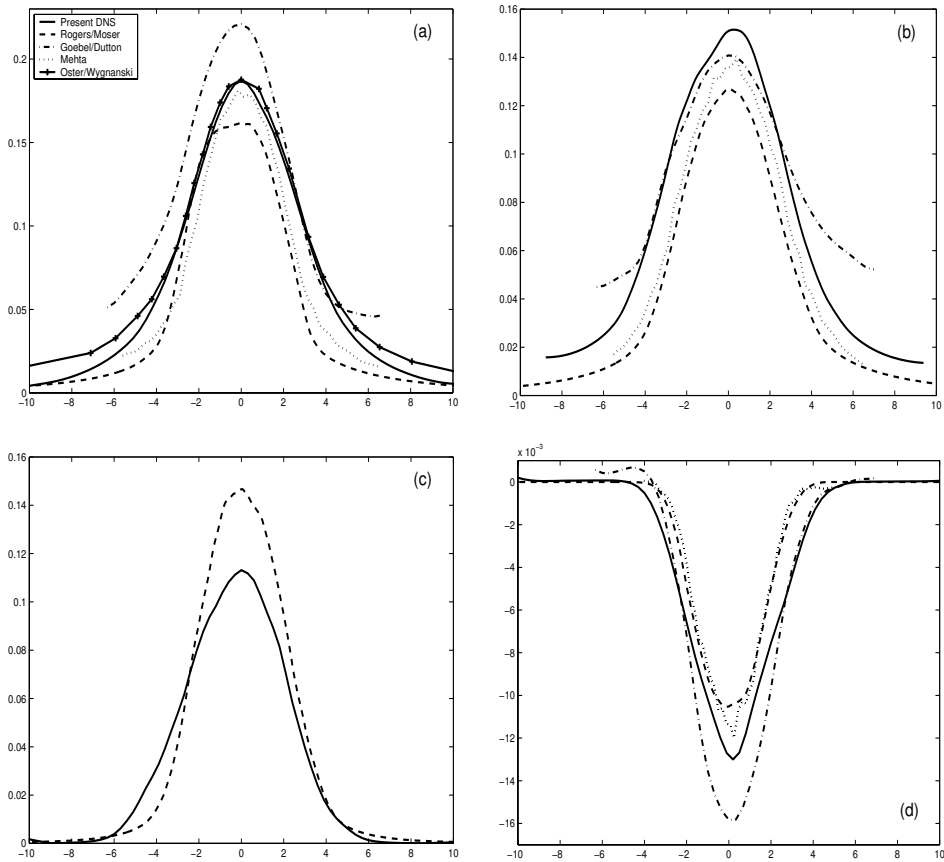 Present DNS
Rogers/Moser
Goebel/Dutton
Mehta
Oster/Wygnanski
(a)
0.2
0.15
0.1
0.05
0
−10 −8 −6 −4 −2 0 2 4 6 8 10
(b)
0.16
0.14
0.12
0.1
0.08
0.06
0.04
0.02
0
−10 −8 −6 −4 −2 0 2 4 6 8 10
(c)
0.16
0.14
0.12
0.1
0.08
0.06
0.04
0.02
0
−10 −8 −6 −4 −2 0 2 4 6 8 10
x 10⁻³
0
−2
−4
−6
−8
−10
−12
−14
−16
(d)
−10 −8 −6 −4 −2 0 2 4 6 8 10